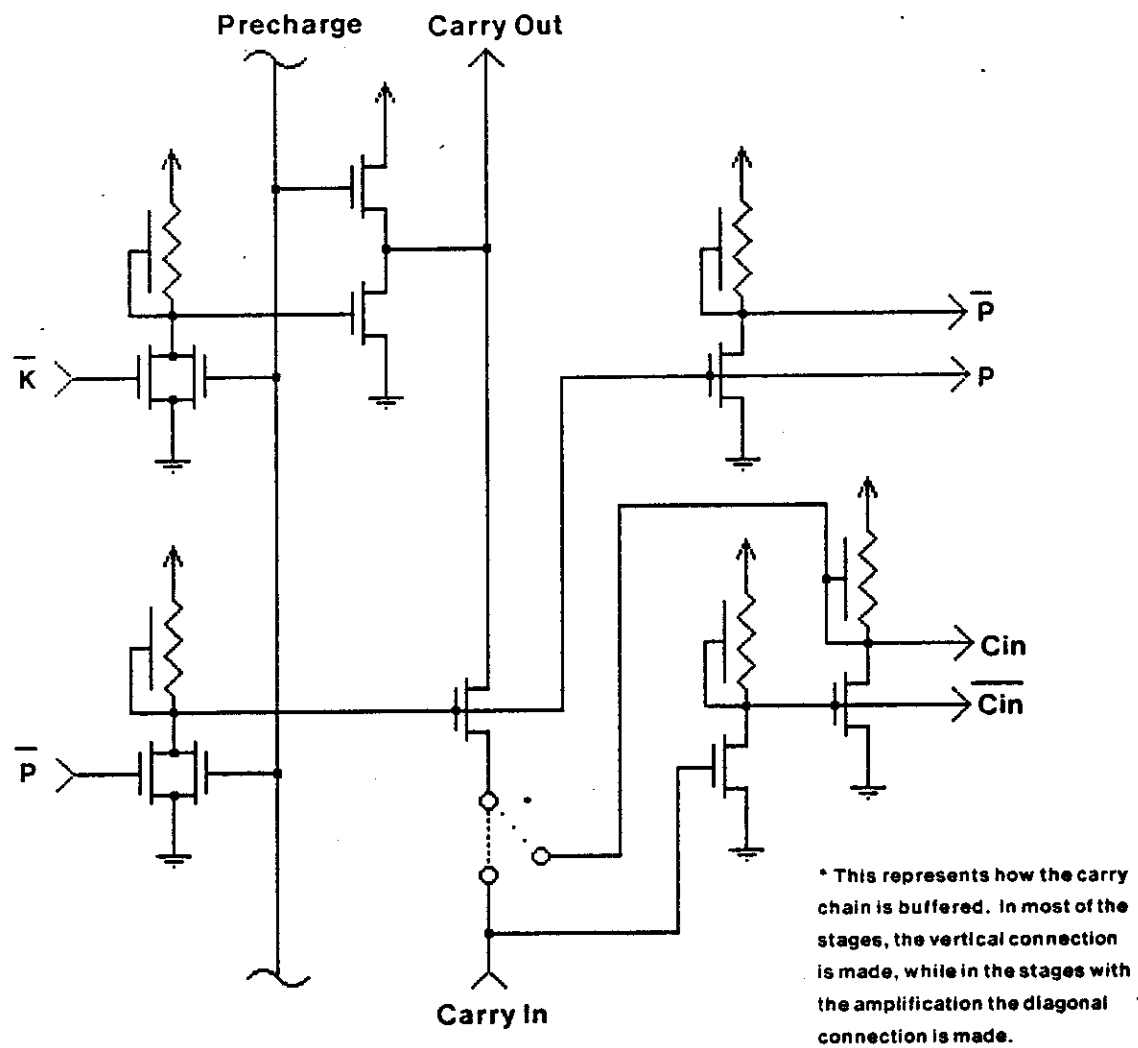 Precharge
Carry Out
K̅
P̅
P
Cin
C̅i̅n̅
P̅
Carry In
* This represents how the carry
chain is buffered. In most of the
stages, the vertical connection
is made, while in the stages with
the amplification the diagonal
connection is made.